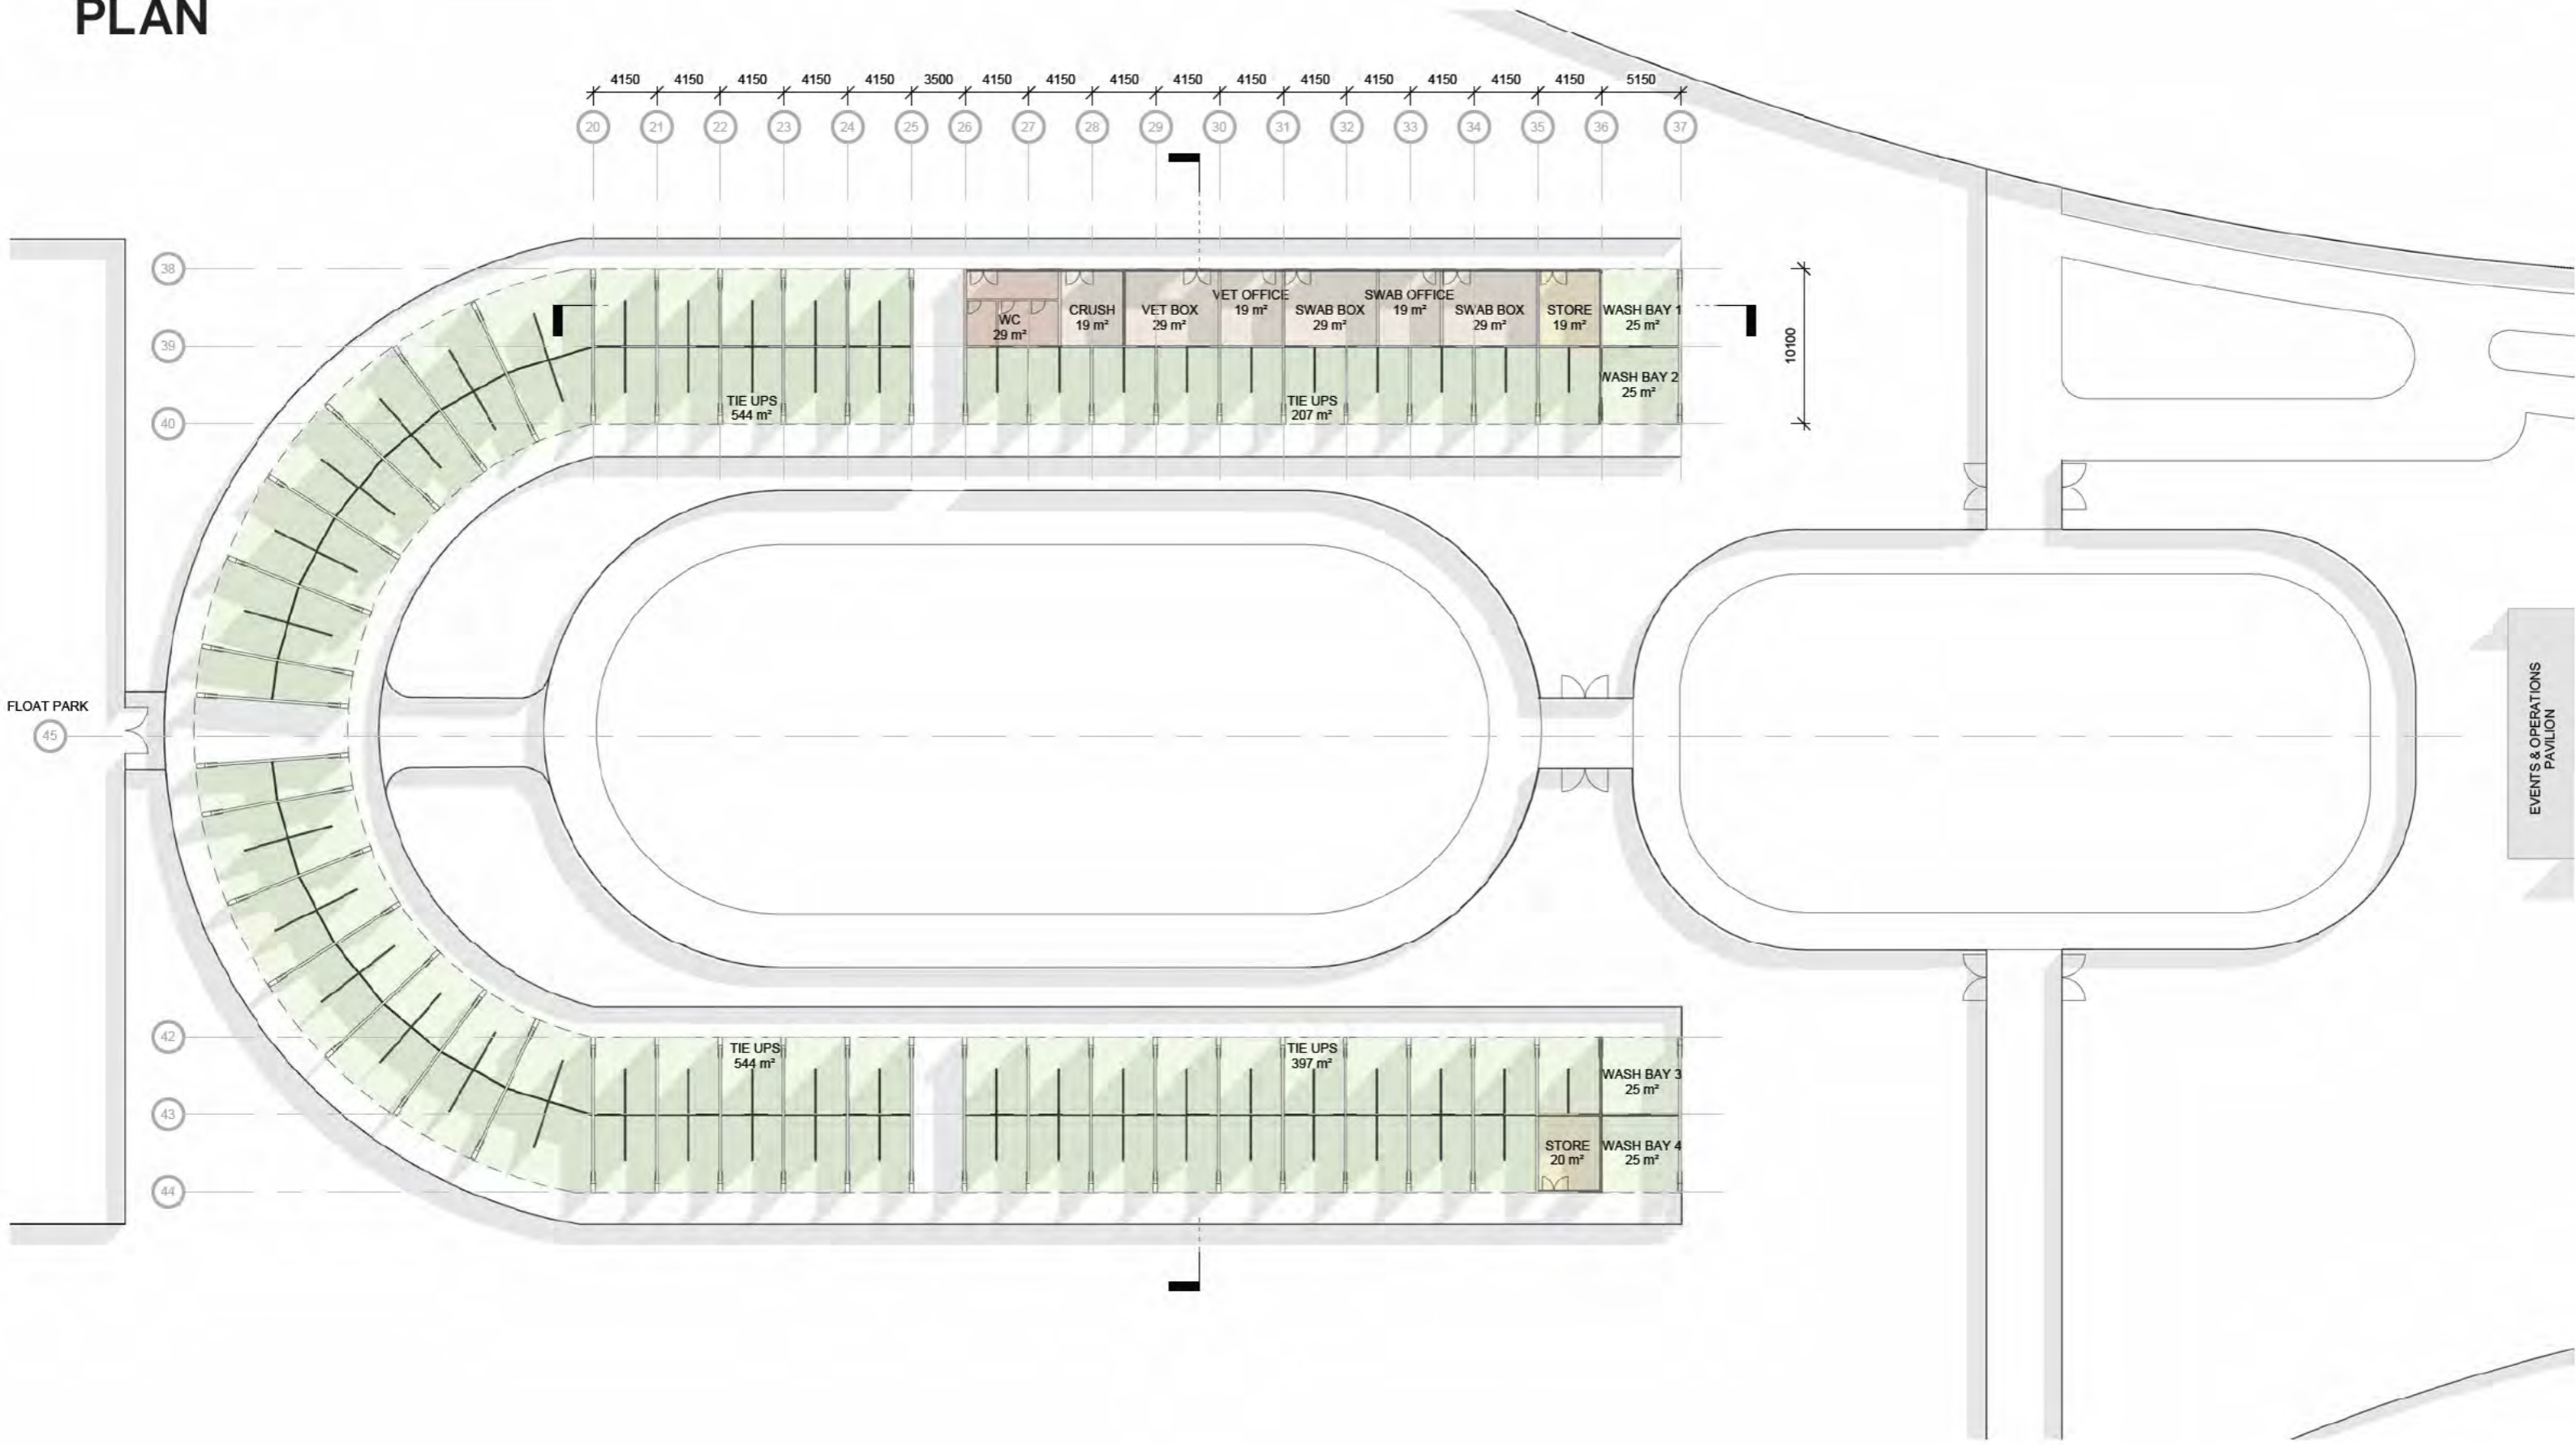 PLAN
4150 4150 4150 4150 4150 3500 4150 4150 4150 4150 4150 4150 4150 4150 4150 4150 5150
20 21 22 23 24 25 26 27 28 29 30 31 32 33 34 35 36 37
38
39
40
WC
29 m²
CRUSH
19 m²
VET BOX
29 m²
VET OFFICE
19 m²
SWAB BOX
29 m²
SWAB OFFICE
19 m²
SWAB BOX
29 m²
STORE
19 m²
WASH BAY 1
25 m²
WASH BAY 2
25 m²
10100
TIE UPS
544 m²
TIE UPS
207 m²
FLOAT PARK
45
EVENTS & OPERATIONS
PAVILION
42
43
44
TIE UPS
544 m²
TIE UPS
397 m²
WASH BAY 3
25 m²
STORE
20 m²
WASH BAY 4
25 m²